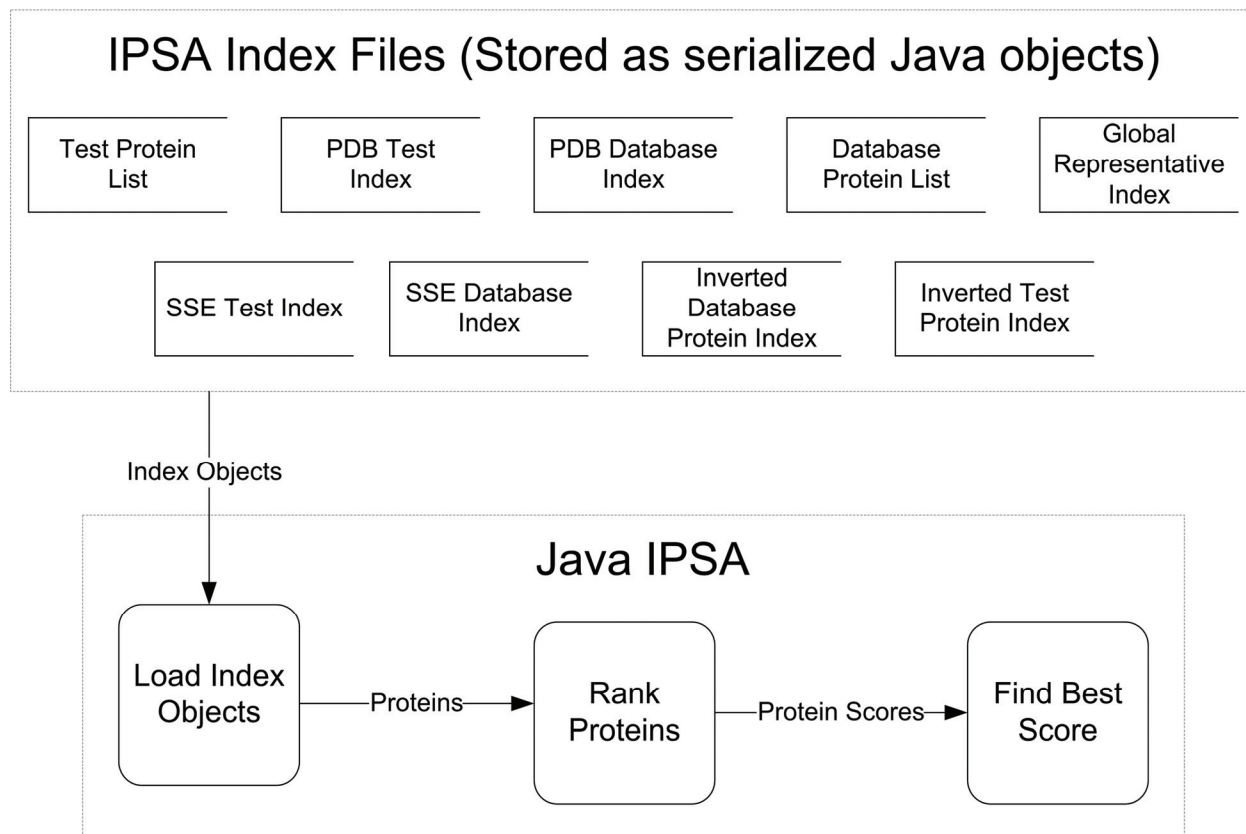 IPSA Index Files (Stored as serialized Java objects)
Test Protein
List
PDB Test
Index
PDB Database
Index
Database
Protein List
Global
Representative
Index
SSE Test Index
SSE Database
Index
Inverted
Database
Protein Index
Inverted Test
Protein Index
Index Objects
Java IPSA
Load Index
Objects
Proteins
Rank
Proteins
Protein Scores
Find Best
Score